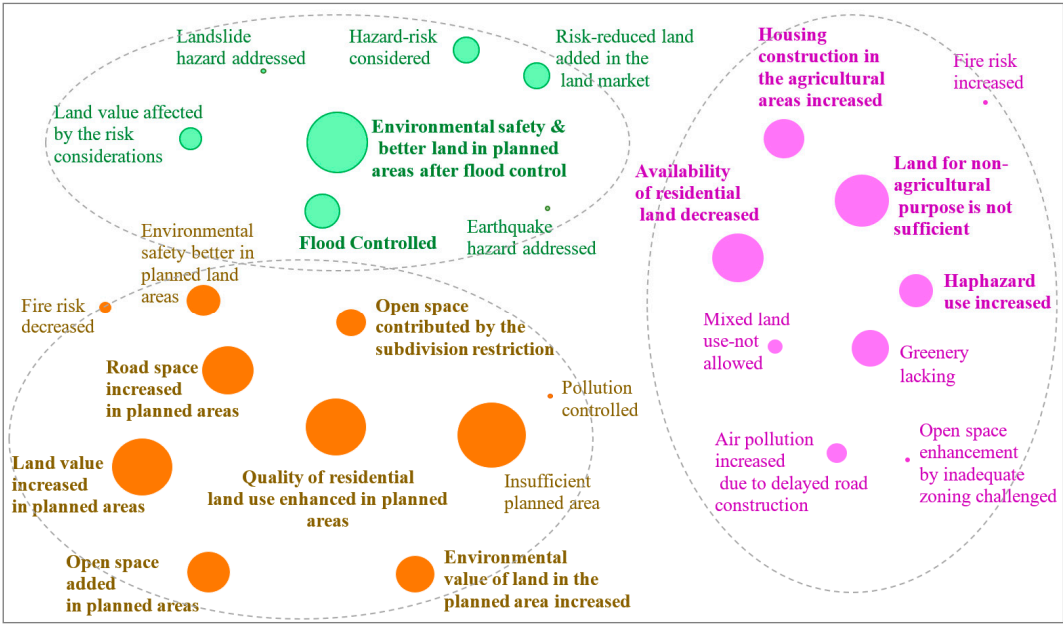 Landslide
hazard addressed
Hazard-risk
considered
Risk-reduced land
added in the
land market
Land value affected
by the risk
considerations
Environmental safety &
better land in planned
areas after flood control
Flood Controlled
Earthquake
hazard addressed
Environmental
safety better in
planned land
areas
Fire risk
decreased
Open space
contributed by the
subdivision restriction
Road space
increased
in planned areas
Pollution
controlled
Land value
increased
in planned areas
Quality of residential
land use enhanced in planned
areas
Insufficient
planned area
Open space
added
in planned areas
Environmental
value of land in the
planned area increased
Housing
construction in
the agricultural
areas increased
Fire risk
increased
Availability
of residential
land decreased
Land for non-
agricultural
purpose is not
sufficient
Haphazard
use increased
Mixed land
use-not
allowed
Greenery
lacking
Air pollution
increased
due to delayed road
construction
Open space
enhancement
by inadequate
zoning challenged